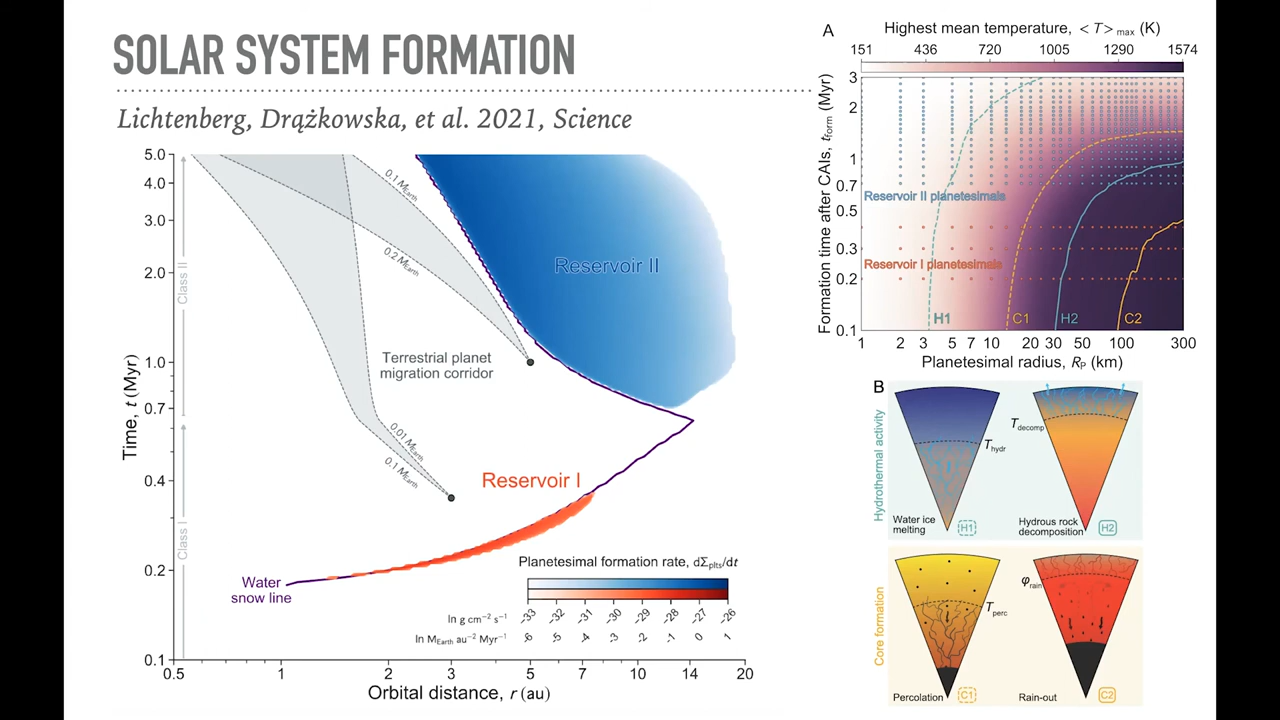 SOLAR SYSTEM FORMATION
Lichtenberg, Drążkowska, et al. 2021, Science
5.0
4.0
3.0
2.0
1.0
0.7
0.4
0.2
0.1
Time, t (Myr)
Class II
Class I
0.1 MEarth
0.2 MEarth
Reservoir II
Terrestrial planet
migration corridor
0.01 MEarth
0.1 MEarth
Reservoir I
Water
snow line
Planetesimal formation rate, dΣplts/dt
ln g cm−2 s−1
-33 -32 -31 -30 -29 -28 -27 -26
ln MEarth au−2 Myr−1
-6 -5 -4 -3 -2 -1 0 1
0.5 1 2 3 5 7 10 14 20
Orbital distance, r (au)
A
Highest mean temperature, < T > max (K)
151 436 720 1005 1290 1574
3
2
1
0.7
0.5
0.3
0.2
0.1
Formation time after CAIs, tform (Myr)
Reservoir II planetesimals
Reservoir I planetesimals
H1 C1 H2 C2
1 2 3 5 7 10 20 30 50 100 300
Planetesimal radius, RP (km)
B
Hydrothermal activity
Thydr
Water ice
melting
H1
Tdecomp
Hydrous rock
decomposition
H2
Core formation
Tperc
Percolation
C1
φrain
Rain-out
C2